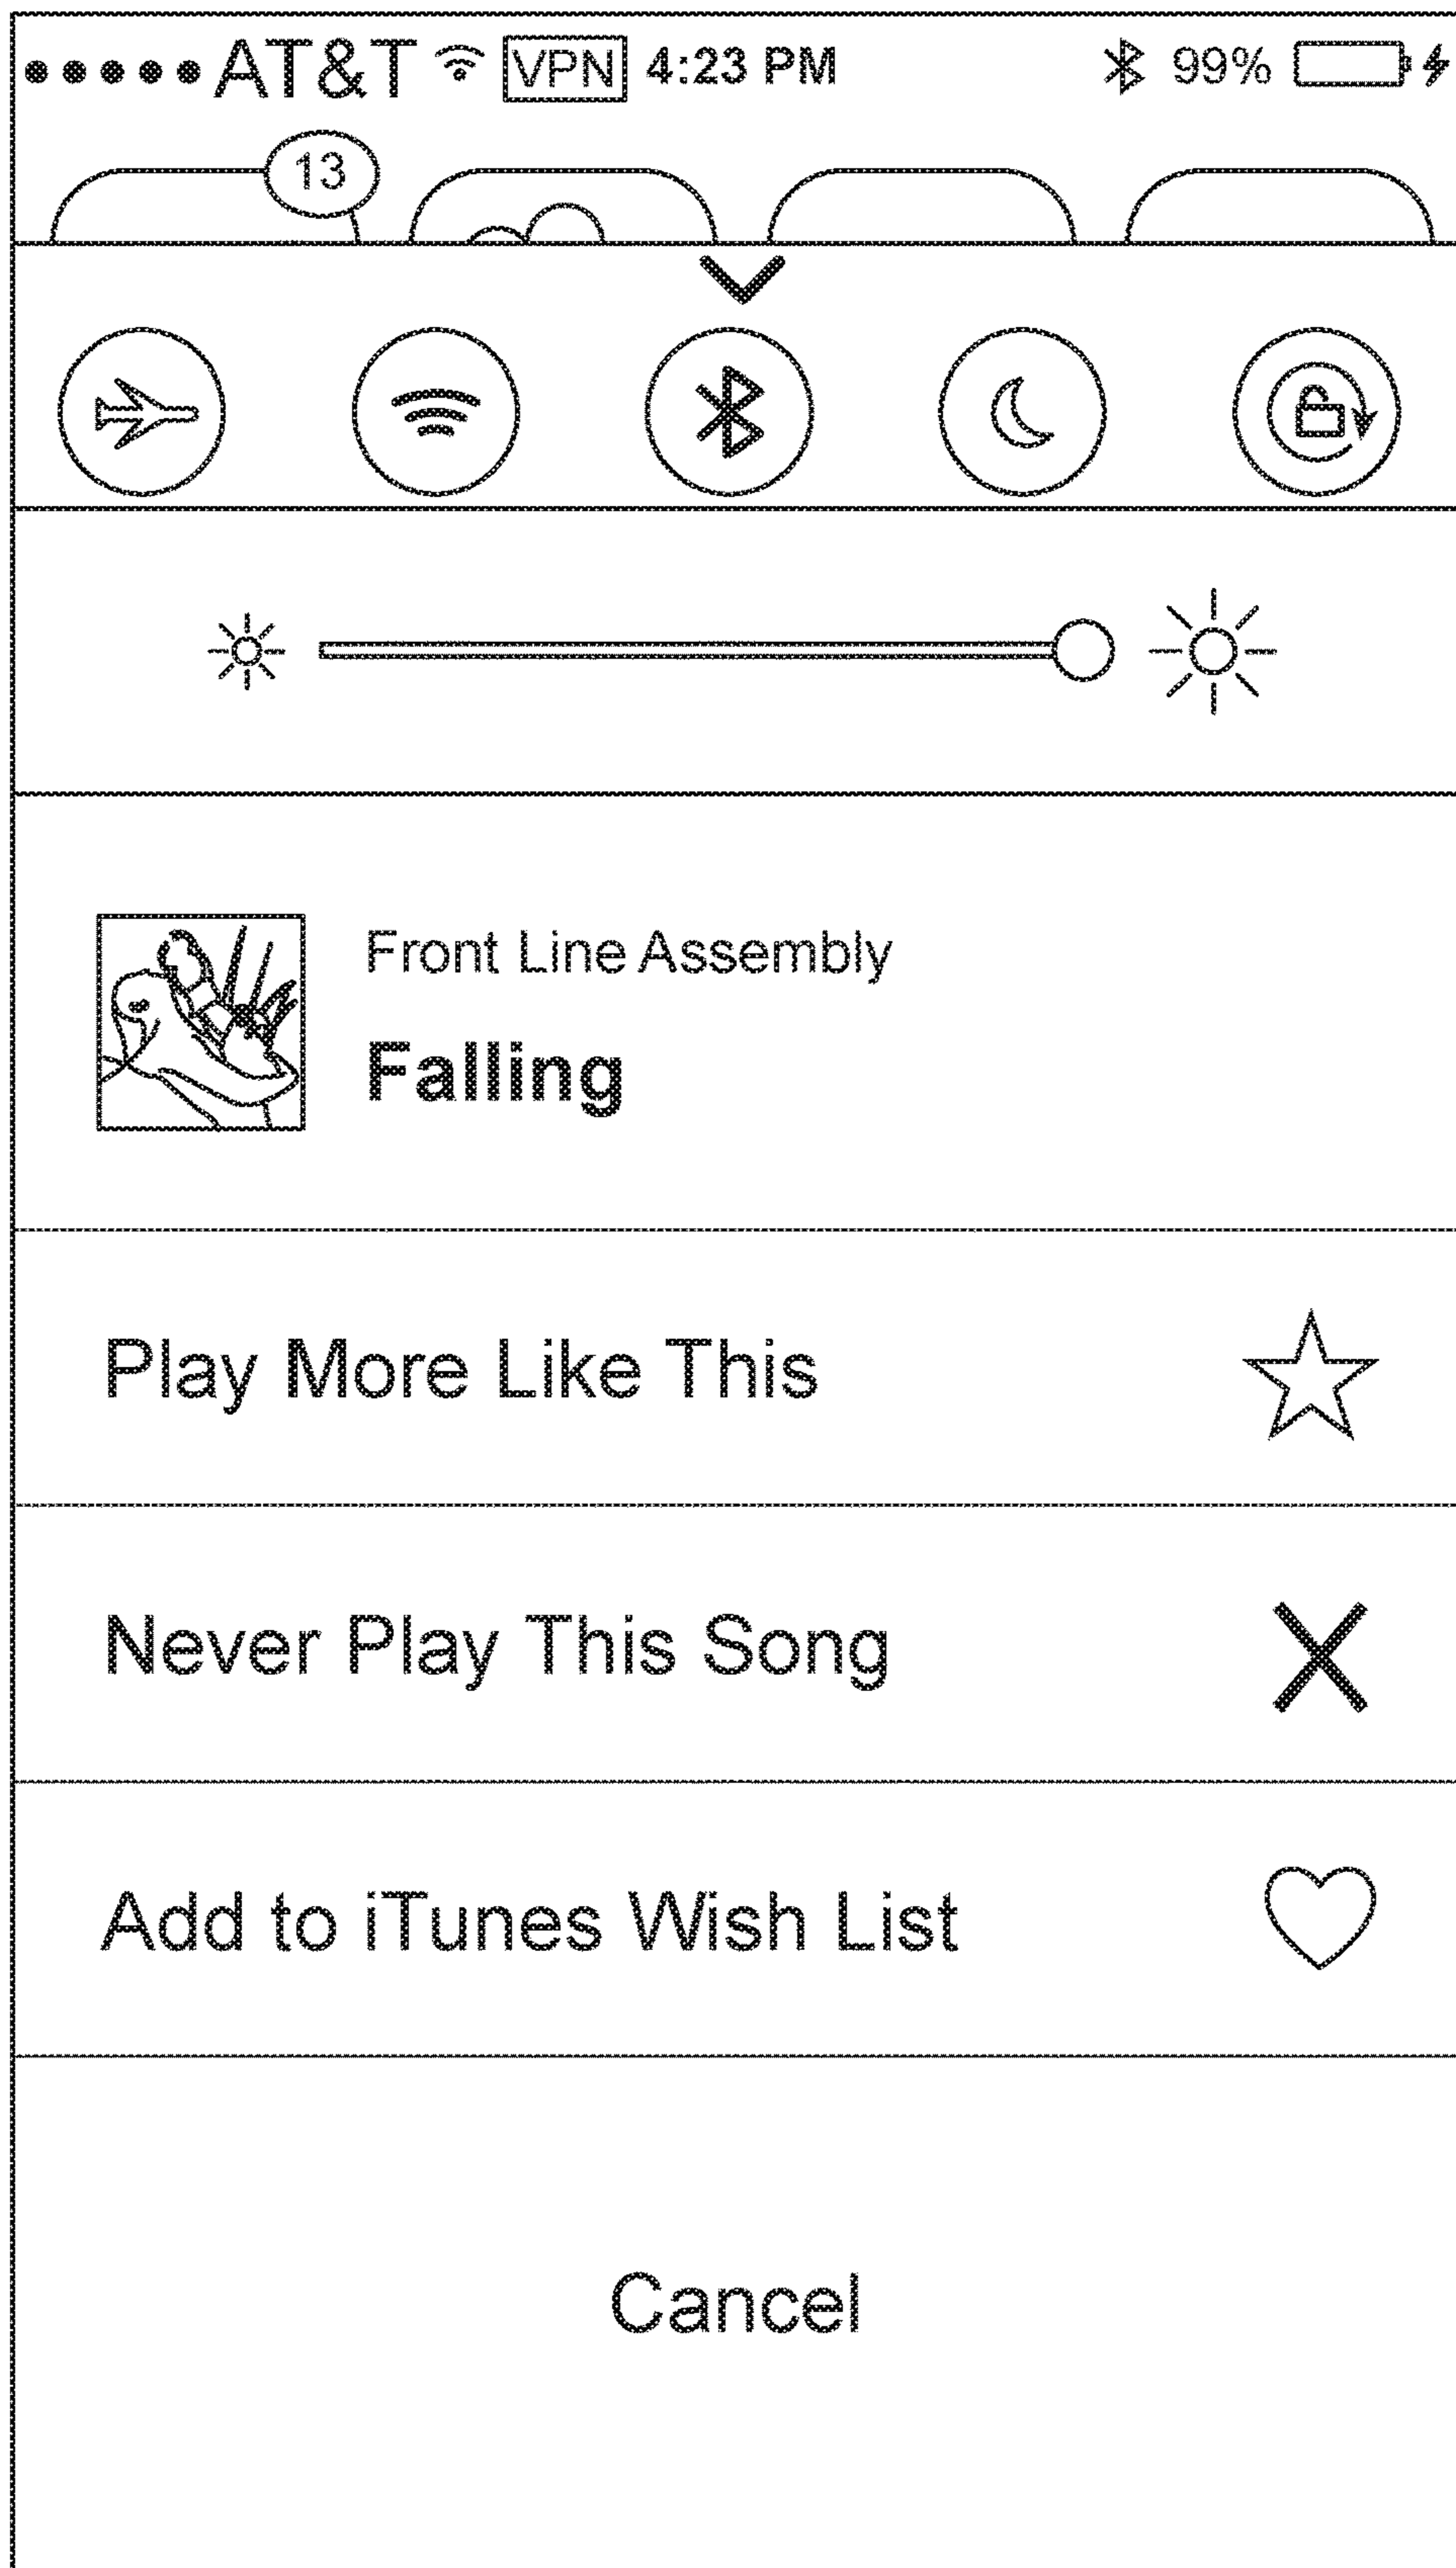 AT&T VPN 4:23 PM 99%
13
Front Line Assembly
Falling
Play More Like This
Never Play This Song
Add to iTunes Wish List
Cancel